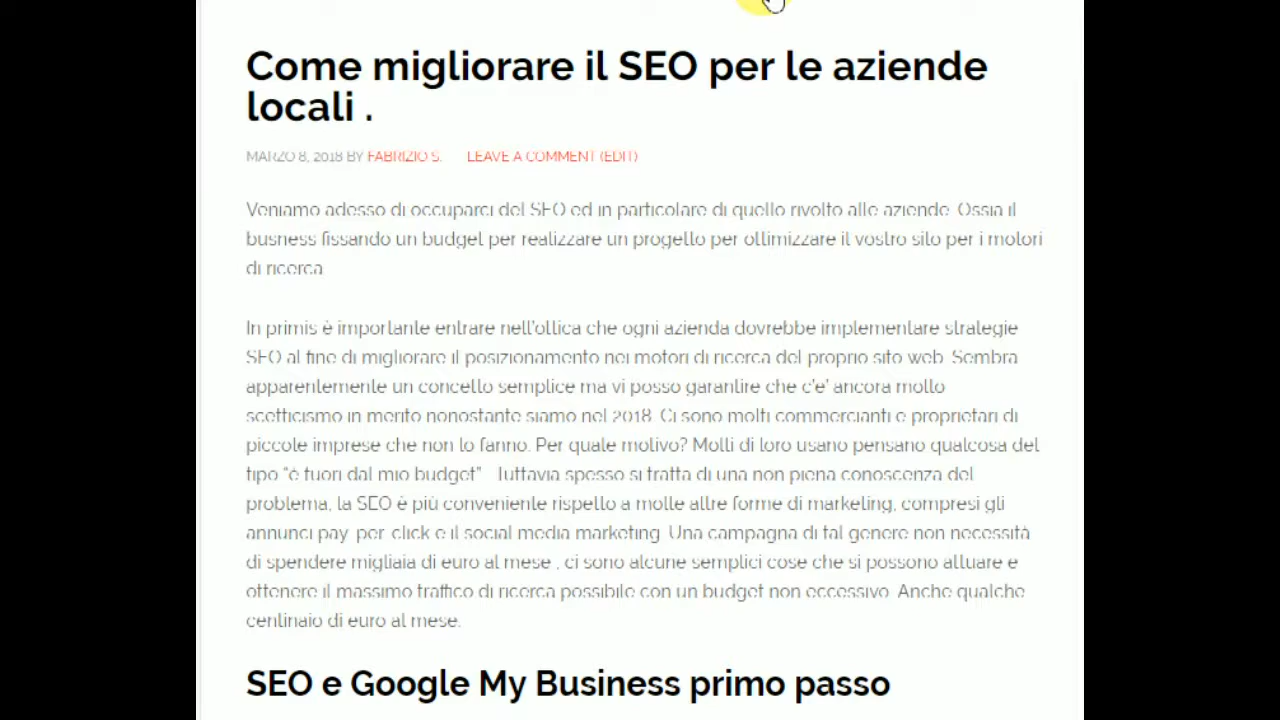 Come migliorare il SEO per le aziende
locali .
MARZO 8, 2018 BY FABRIZIO S. LEAVE A COMMENT (EDIT)
Veniamo adesso di occuparci del SEO ed in particolare di quello rivolto alle aziende. Ossia il
busness fissando un budget per realizzare un progetto per ottimizzare il vostro sito per i motori
di ricerca.
In primis è importante entrare nell'ottica che ogni azienda dovrebbe implementare strategie
SEO al fine di migliorare il posizionamento nei motori di ricerca del proprio sito web. Sembra
apparentemente un concetto semplice ma vi posso garantire che c'e' ancora molto
scetticismo in merito nonostante siamo nel 2018. Ci sono molti commercianti e proprietari di
piccole imprese che non lo fanno. Per quale motivo? Molti di loro usano pensano qualcosa del
tipo “è fuori dal mio budget” . Tuttavia spesso si tratta di una non piena conoscenza del
problema, la SEO è più conveniente rispetto a molte altre forme di marketing, compresi gli
annunci pay-per-click e il social media marketing. Una campagna di tal genere non necessità
di spendere migliaia di euro al mese , ci sono alcune semplici cose che si possono attuare e
ottenere il massimo traffico di ricerca possibile con un budget non eccessivo. Anche qualche
centinaio di euro al mese.
SEO e Google My Business primo passo